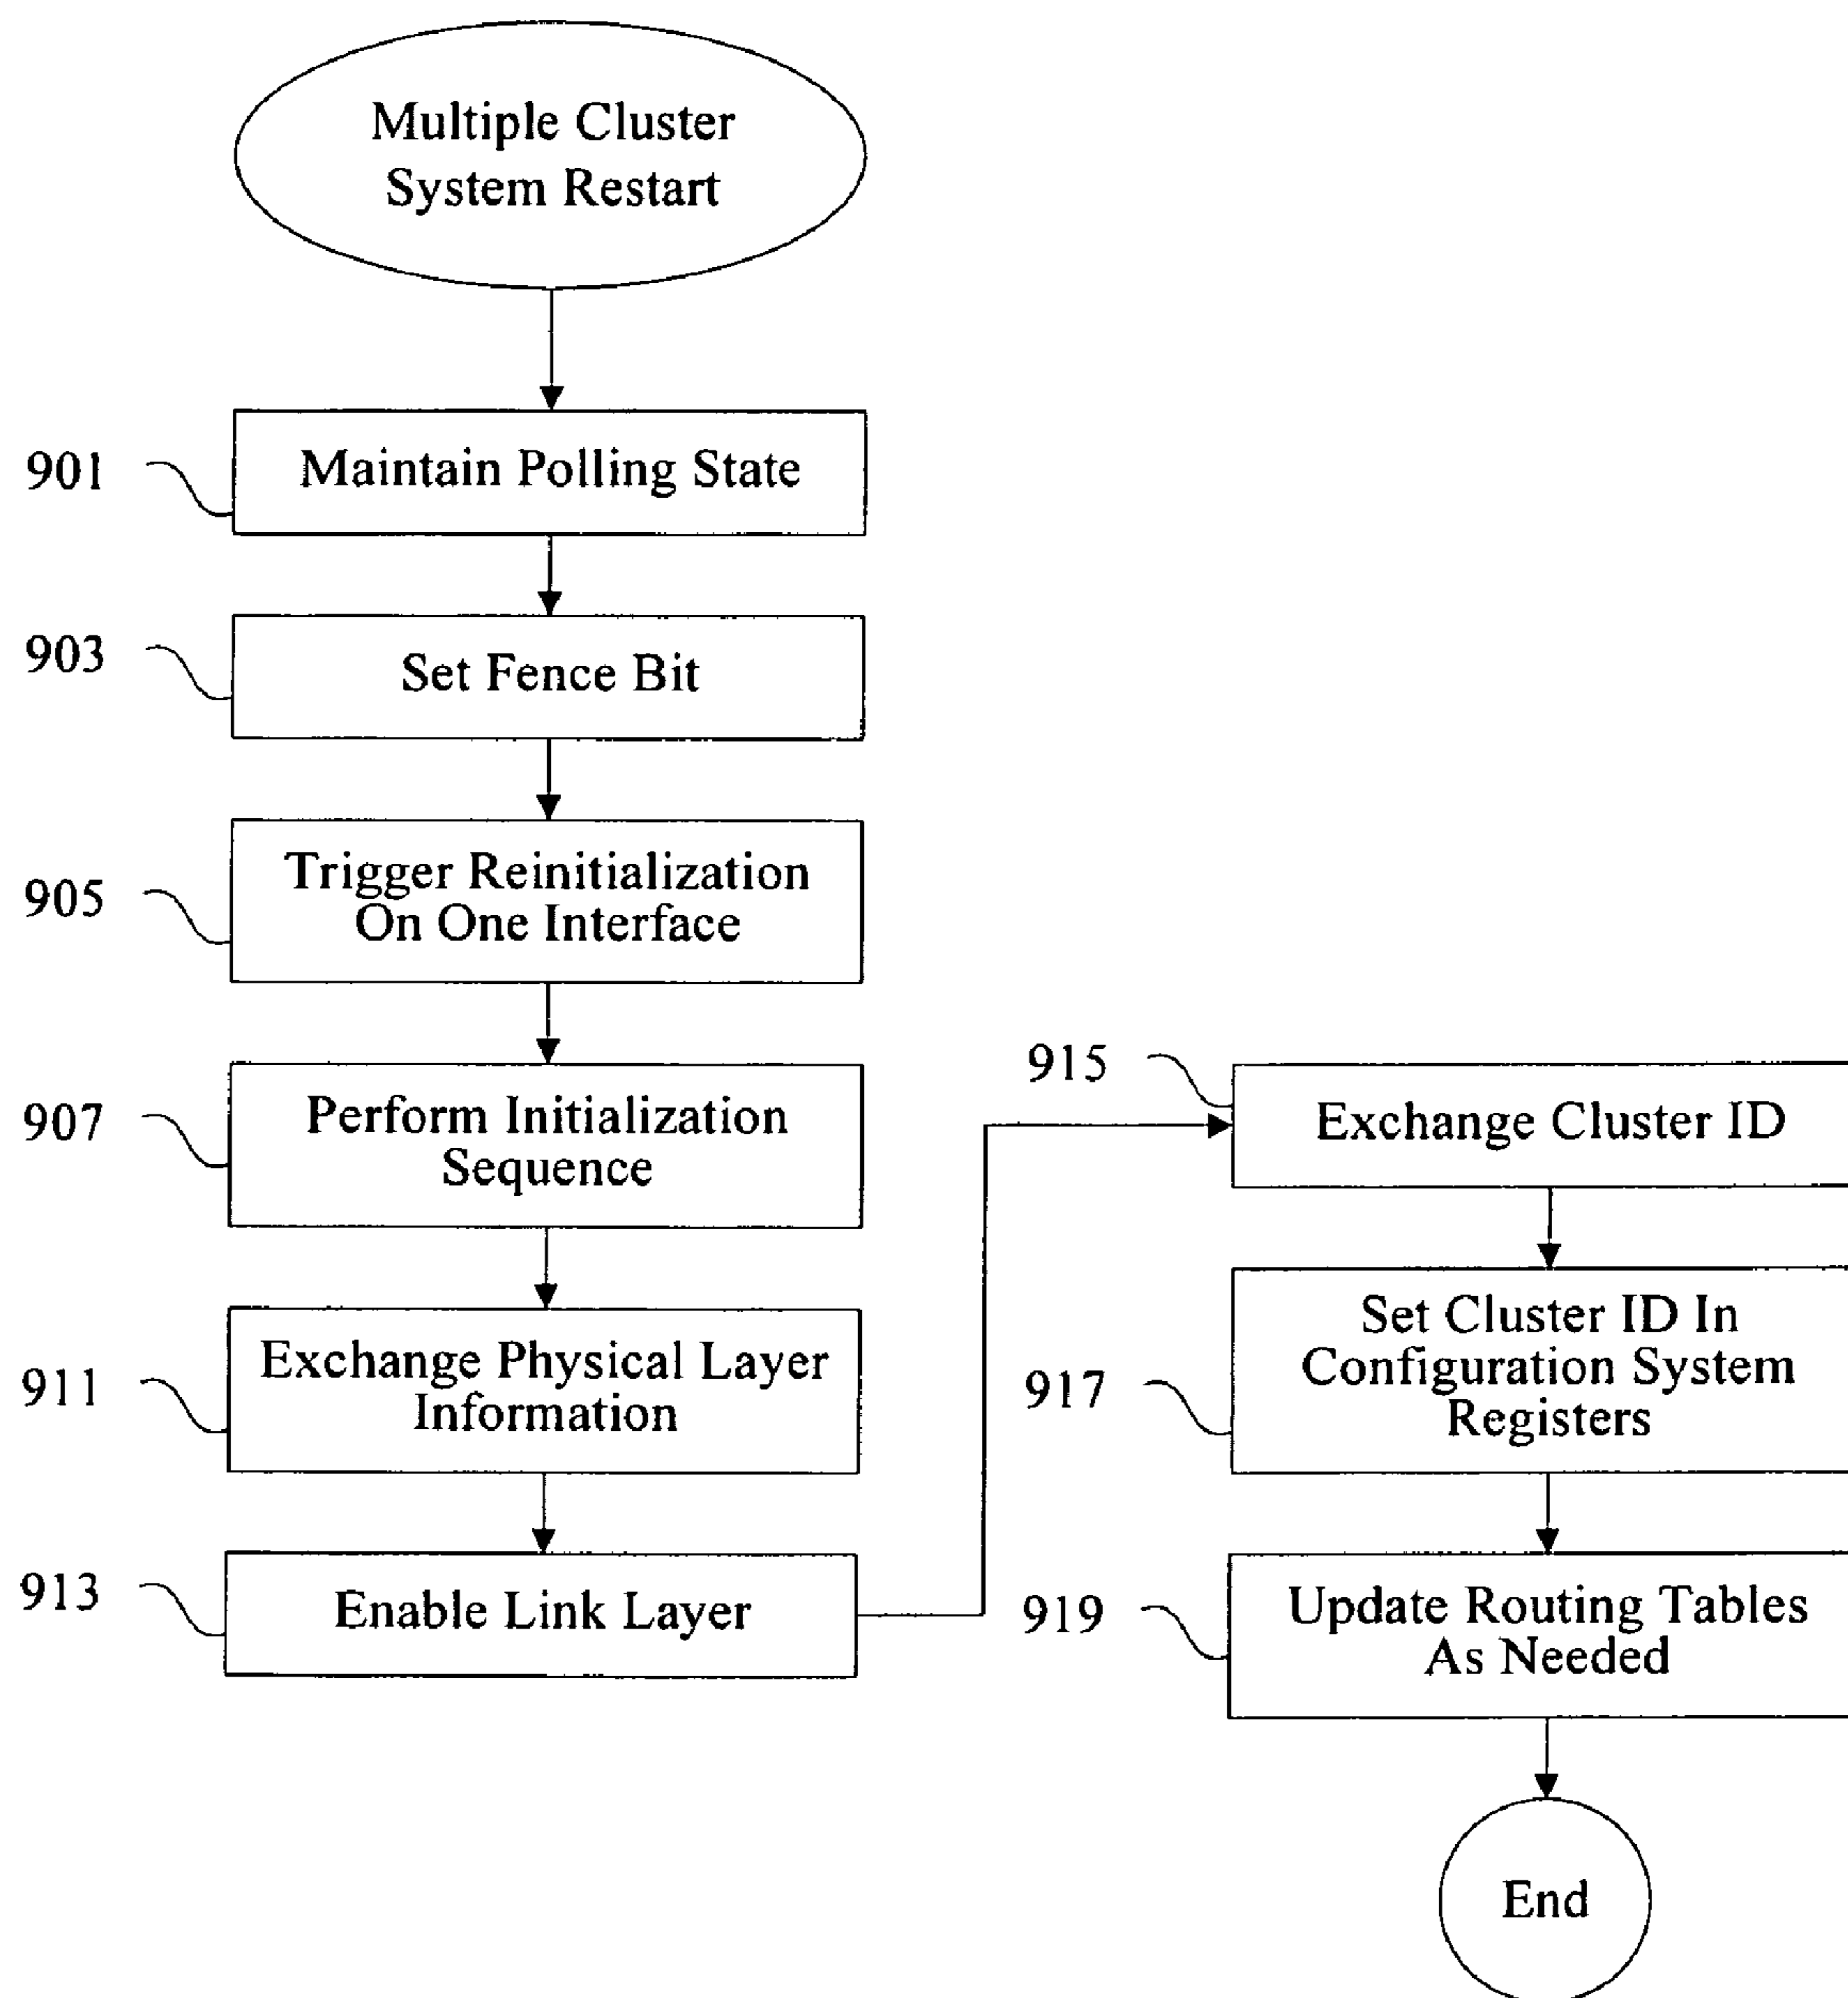 Multiple Cluster
System Restart
901
Maintain Polling State
903
Set Fence Bit
905
Trigger Reinitialization
On One Interface
907
Perform Initialization
Sequence
911
Exchange Physical Layer
Information
913
Enable Link Layer
915
Exchange Cluster ID
917
Set Cluster ID In
Configuration System
Registers
919
Update Routing Tables
As Needed
End